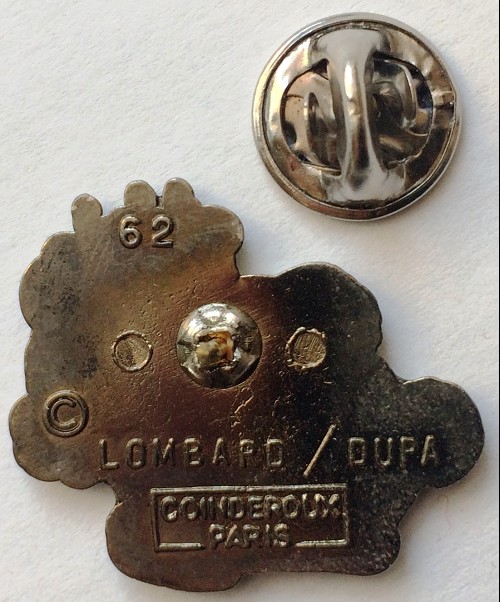 62
©
LOMBARD / DUPA
COINDEROUX
PARIS